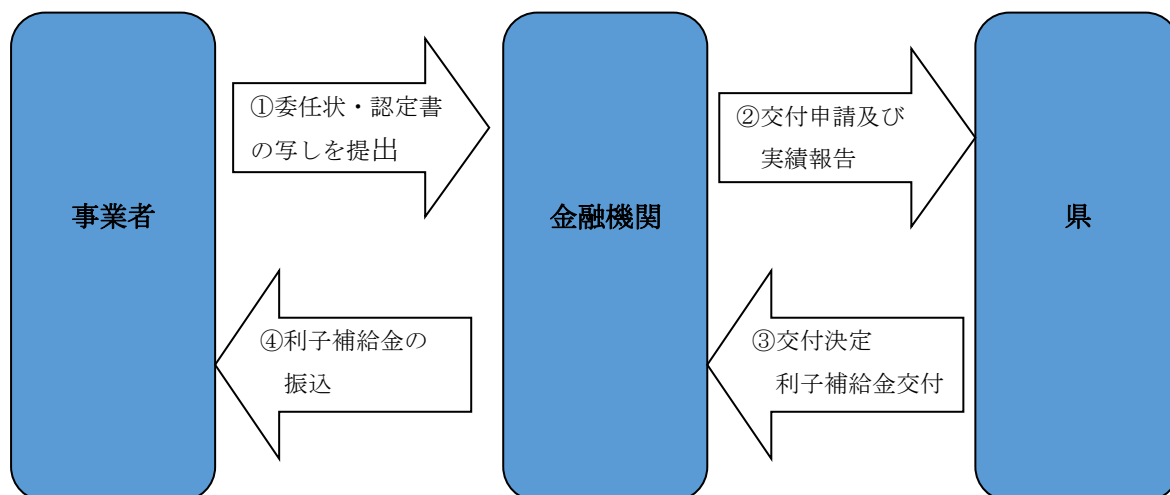 事業者
①委任状・認定書
の写しを提出
金融機関
②交付申請及び
実績報告
県
③交付決定
利子補給金交付
④利子補給金の
振込